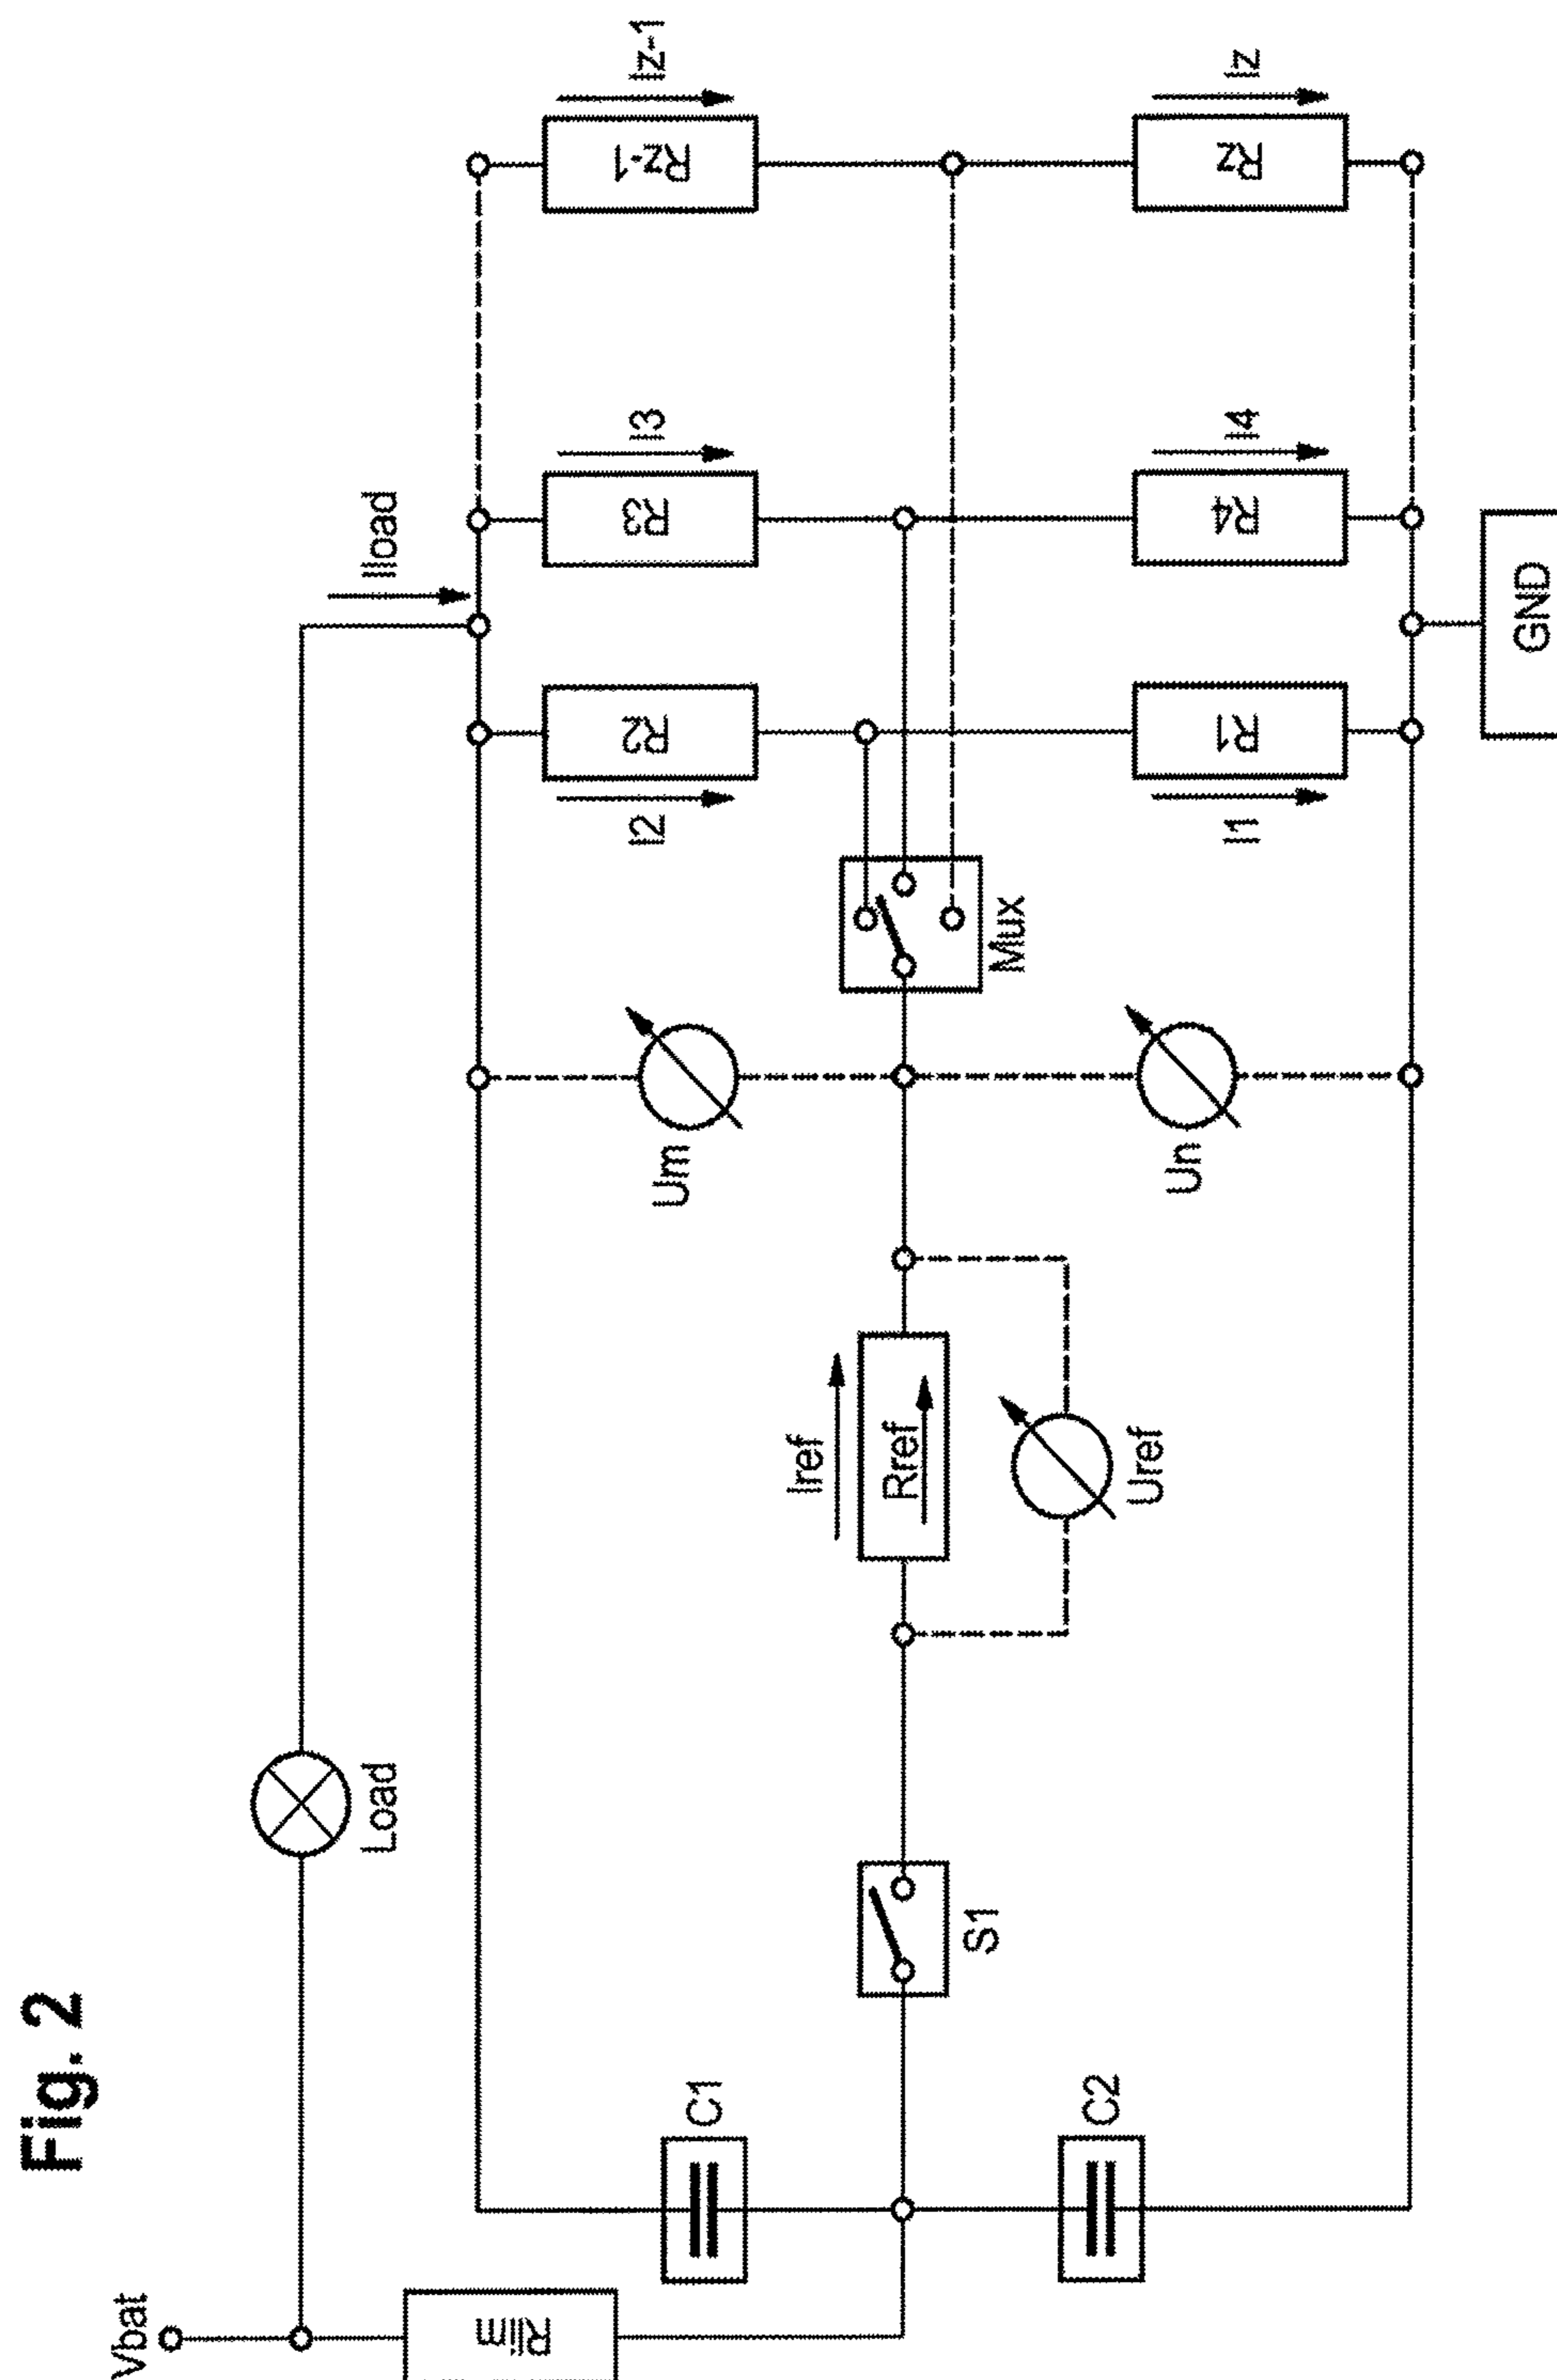 Fig. 2
Vbat
Rlim
Load
Iload
C1
C2
S1
Iref
Rref
Uref
Um
Un
Mux
I2
R2
I1
R1
R3
I3
R4
I4
Rz-1
Iz-1
Rz
Iz
GND